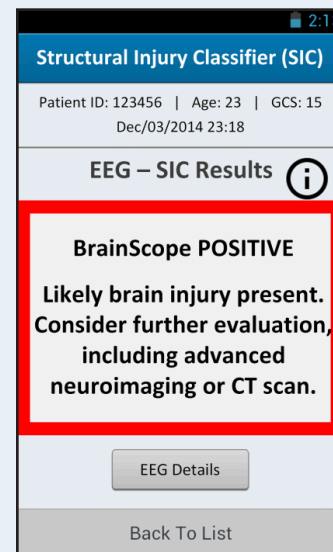 2:1
Structural Injury Classifier (SIC)
Patient ID: 123456 | Age: 23 | GCS: 15
Dec/03/2014 23:18
EEG – SIC Results
BrainScope POSITIVE
Likely brain injury present.
Consider further evaluation,
including advanced
neuroimaging or CT scan.
EEG Details
Back To List